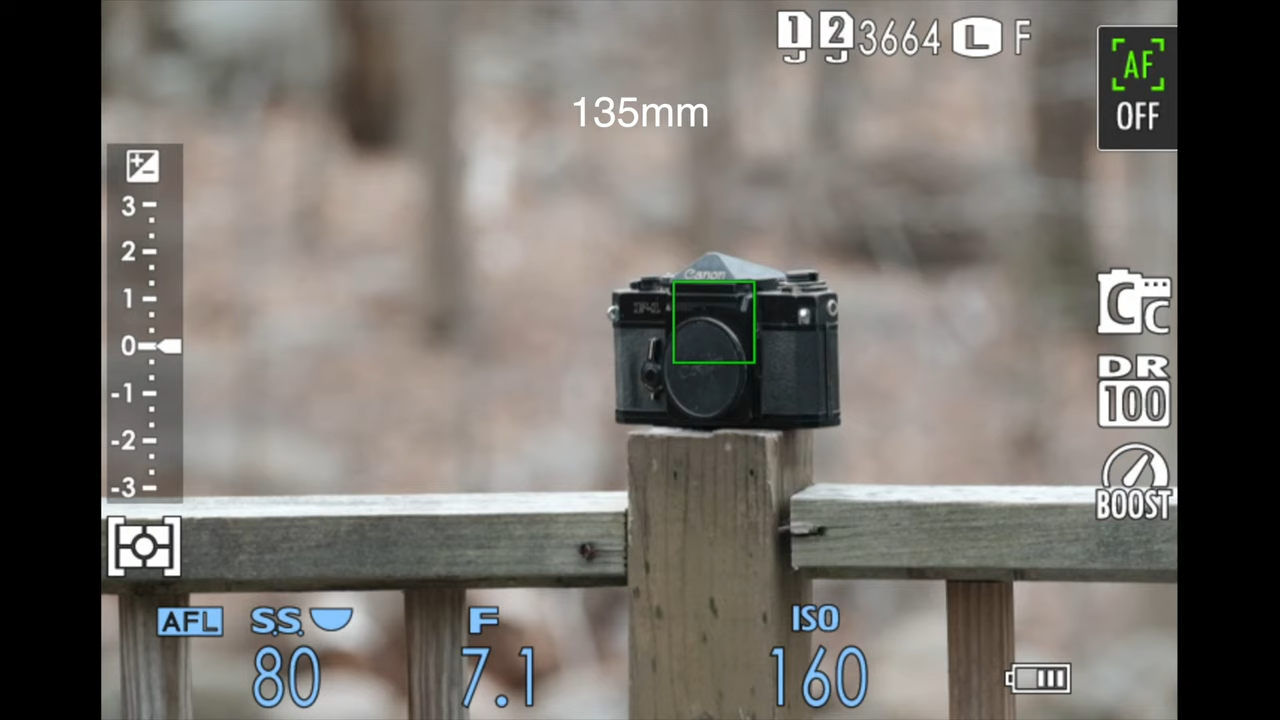 1 2 3664 L F
AF
OFF
135mm
3
2
1
0
-1
-2
-3
Canon
F-1
C C
DR
100
BOOST
AFL S.S. F ISO
80 7.1 160